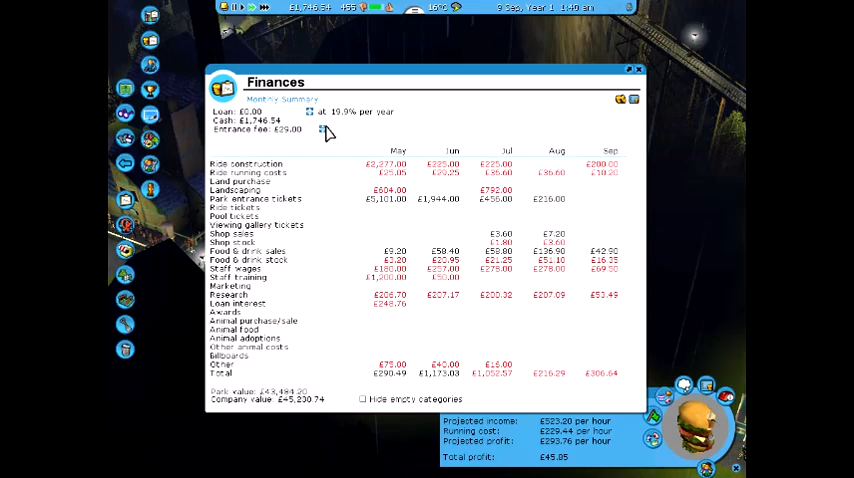 £1,746.54 455 16°C 9 Sep, Year 1 1:48 am
Finances
Monthly Summary
Loan: £0.00 at 19.9% per year
Cash: £1,746.54
Entrance fee: £29.00
May Jun Jul Aug Sep
Ride construction £2,277.00 £225.00 £225.00 £200.00
Ride running costs £25.05 £29.25 £36.60 £36.60 £10.20
Land purchase
Landscaping £604.00 £792.00
Park entrance tickets £5,101.00 £1,944.00 £456.00 £216.00
Ride tickets
Pool tickets
Viewing gallery tickets
Shop sales £3.60 £7.20
Shop stock £1.80 £3.60
Food & drink sales £9.20 £58.40 £59.80 £136.90 £42.90
Food & drink stock £3.20 £20.95 £21.25 £51.10 £16.35
Staff wages £180.00 £257.00 £278.00 £278.00 £69.50
Staff training £1,200.00 £50.00
Marketing
Research £206.70 £207.17 £200.32 £207.09 £53.49
Loan interest £248.76
Awards
Animal purchase/sale
Animal food
Animal adoptions
Other animal costs
Billboards
Other £75.00 £40.00 £16.00
Total £290.49 £1,173.03 £1,052.57 £216.29 £306.64
Park value: £43,484.20
Company value: £45,230.74 Hide empty categories
Projected income: £523.20 per hour
Running cost: £229.44 per hour
Projected profit: £293.76 per hour
Total profit: £45.85